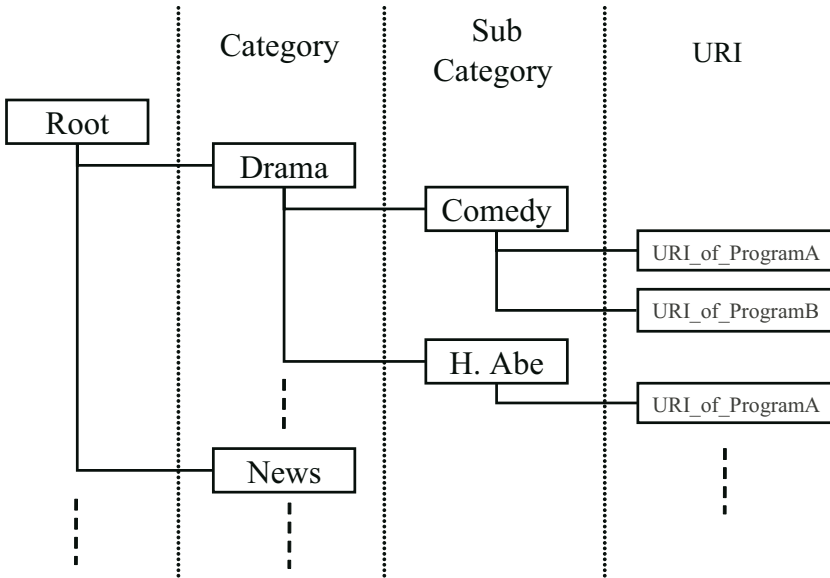 Category
Sub
Category
URI
Root
Drama
Comedy
URI_of_ProgramA
URI_of_ProgramB
H. Abe
URI_of_ProgramA
News